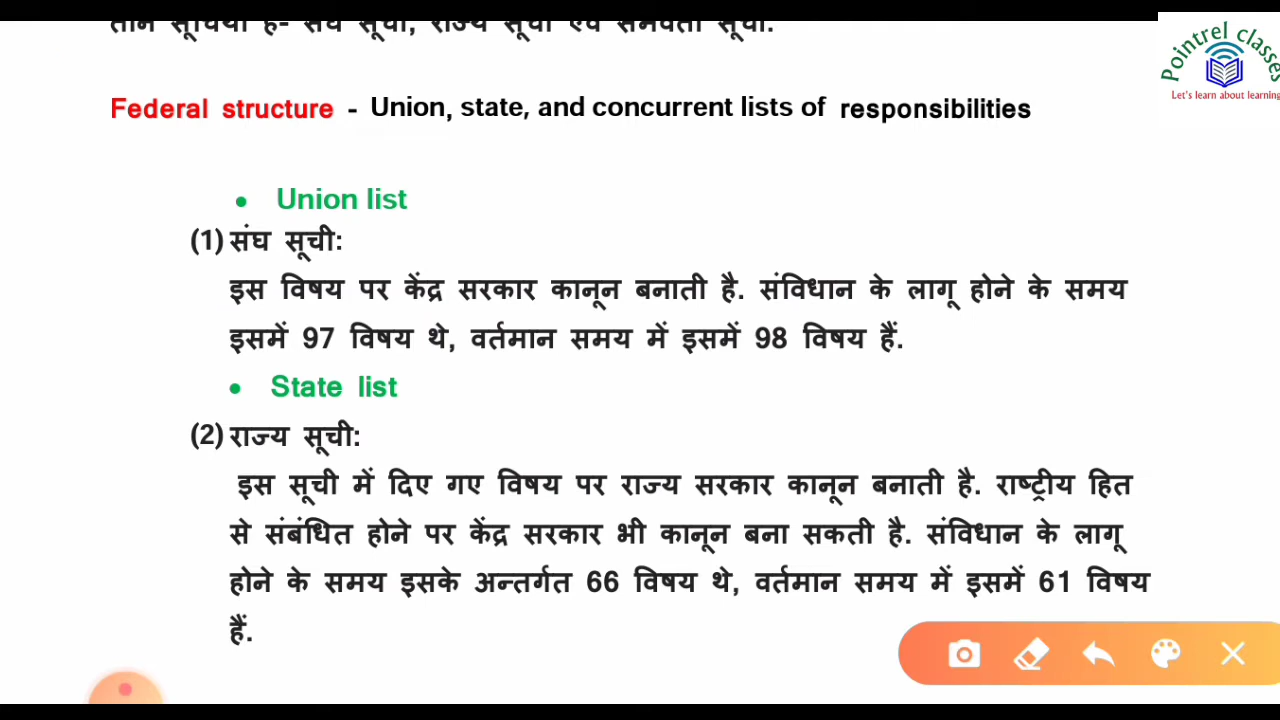 तीन सूचियाँ हैं- संघ सूची, राज्य सूची एवं समवर्ती सूची.
Pointrel classes
Let's learn about learning
Federal structure - Union, state, and concurrent lists of responsibilities
• Union list
(1) संघ सूची:
इस विषय पर केंद्र सरकार कानून बनाती है. संविधान के लागू होने के समय
इसमें 97 विषय थे, वर्तमान समय में इसमें 98 विषय हैं.
• State list
(2) राज्य सूची:
इस सूची में दिए गए विषय पर राज्य सरकार कानून बनाती है. राष्ट्रीय हित
से संबंधित होने पर केंद्र सरकार भी कानून बना सकती है. संविधान के लागू
होने के समय इसके अन्तर्गत 66 विषय थे, वर्तमान समय में इसमें 61 विषय
हैं.